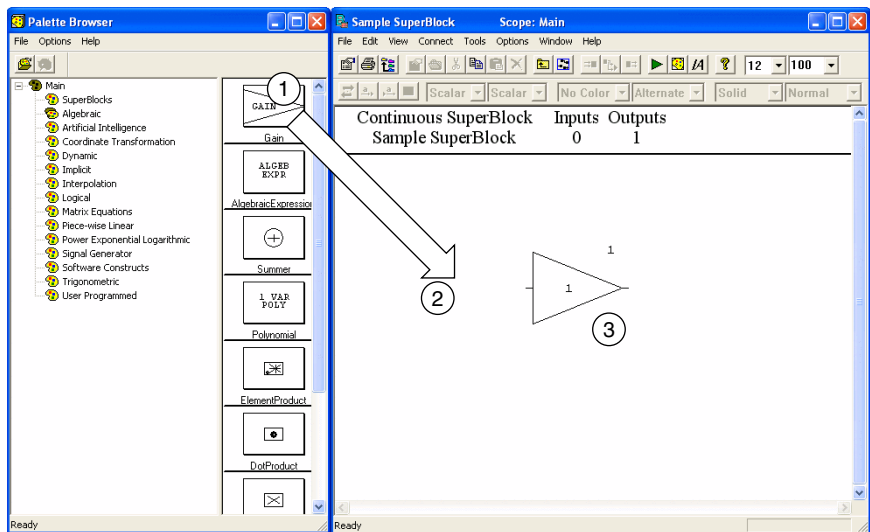 Palette Browser
File Options Help
Main
SuperBlocks
Algebraic
Artificial Intelligence
Coordinate Transformation
Dynamic
Implicit
Interpolation
Logical
Matrix Equations
Piece-wise Linear
Power Exponential Logarithmic
Signal Generator
Software Constructs
Trigonometric
User Programmed
GAIN
1
Gain
ALGEB
EXPR
AlgebraicExpression
Summer
1 VAR
POLY
Polynomial
ElementProduct
DotProduct
Ready
Sample SuperBlock Scope: Main
File Edit View Connect Tools Options Window Help
12 100
Scalar Scalar No Color Alternate Solid Normal
Continuous SuperBlock Inputs Outputs
Sample SuperBlock 0 1
1
1
2
3
Ready